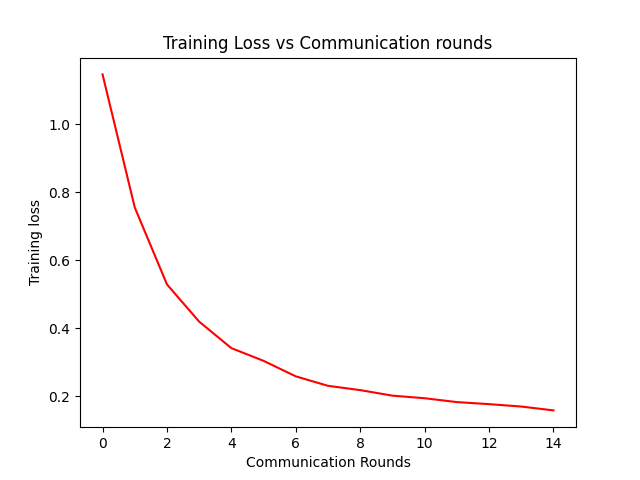 Training Loss vs Communication rounds
1.0
0.8
0.6
0.4
0.2
Training loss
0 2 4 6 8 10 12 14
Communication Rounds